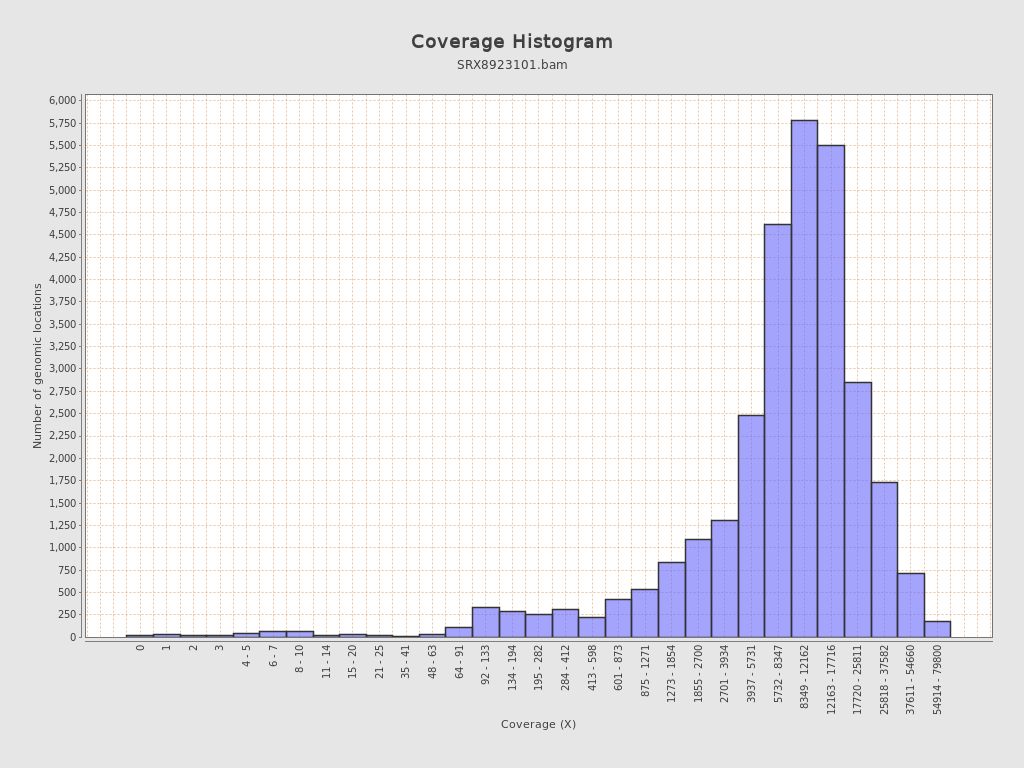 Coverage Histogram
SRX8923101.bam
6,000
5,750
5,500
5,250
5,000
4,750
4,500
4,250
4,000
3,750
3,500
3,250
3,000
2,750
2,500
2,250
2,000
1,750
1,500
1,250
1,000
750
500
250
0
Number of genomic locations
0
1
2
3
4 - 5
6 - 7
8 - 10
11 - 14
15 - 20
21 - 25
35 - 41
48 - 63
64 - 91
92 - 133
134 - 194
195 - 282
284 - 412
413 - 598
601 - 873
875 - 1271
1273 - 1854
1855 - 2700
2701 - 3934
3937 - 5731
5732 - 8347
8349 - 12162
12163 - 17716
17720 - 25811
25818 - 37582
37611 - 54660
54914 - 79800
Coverage (X)